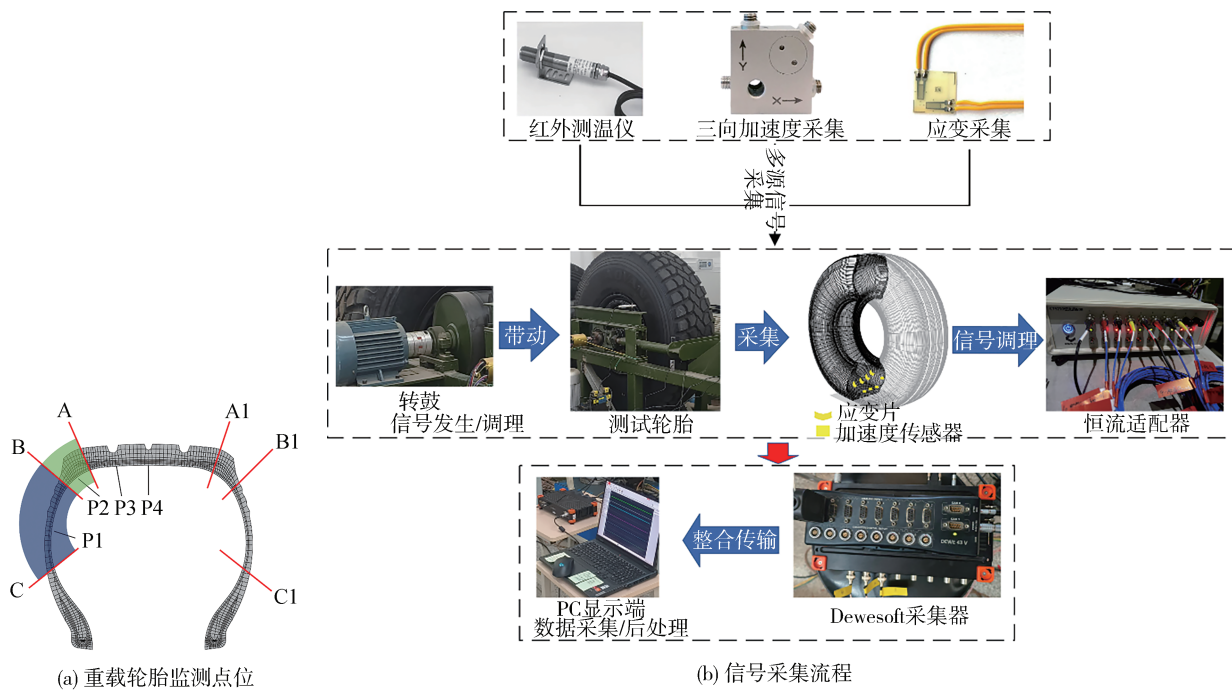 Y
X
红外测温仪
三向加速度采集
应变采集
多源信号
采集
带动
采集
信号调理
转鼓
信号发生/调理
测试轮胎
应变片
加速度传感器
恒流适配器
A
A1
B
B1
P2
P3
P4
P1
C
C1
整合传输
PC显示端
数据采集/后处理
Dewesoft采集器
(a) 重载轮胎监测点位
(b) 信号采集流程